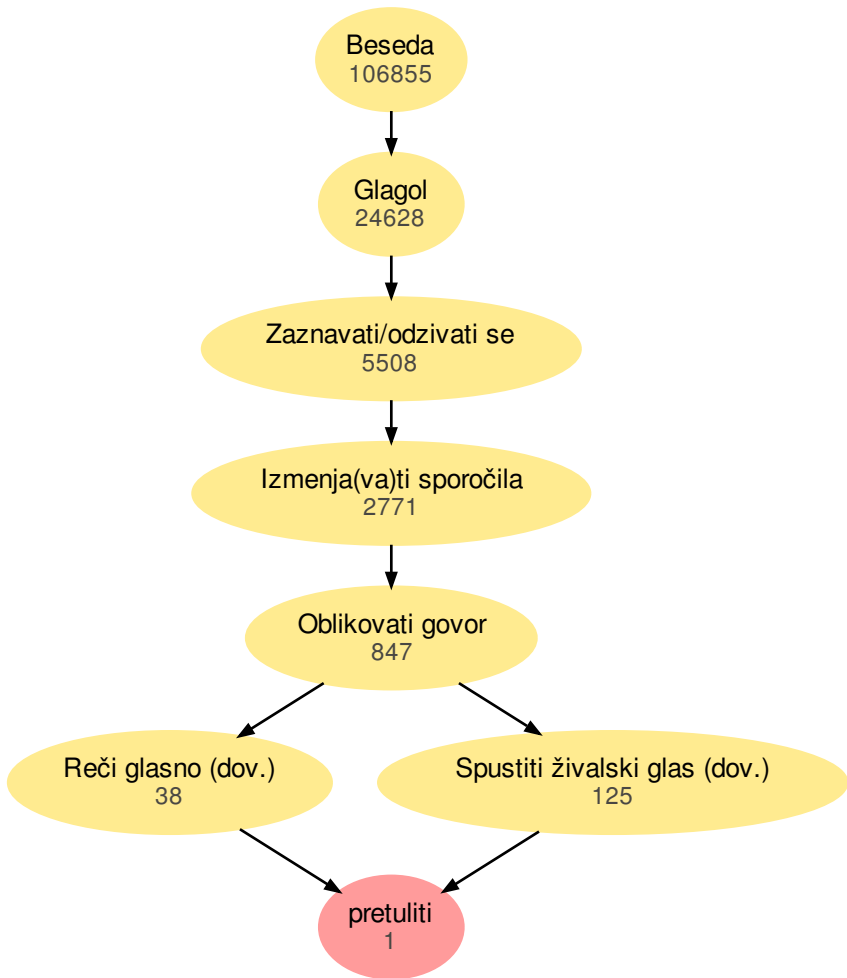 Beseda
106855
Glagol
24628
Zaznavati/odzivati se
5508
Izmenja(va)ti sporočila
2771
Oblikovati govor
847
Reči glasno (dov.)
38
Spustiti živalski glas (dov.)
125
pretuliti
1